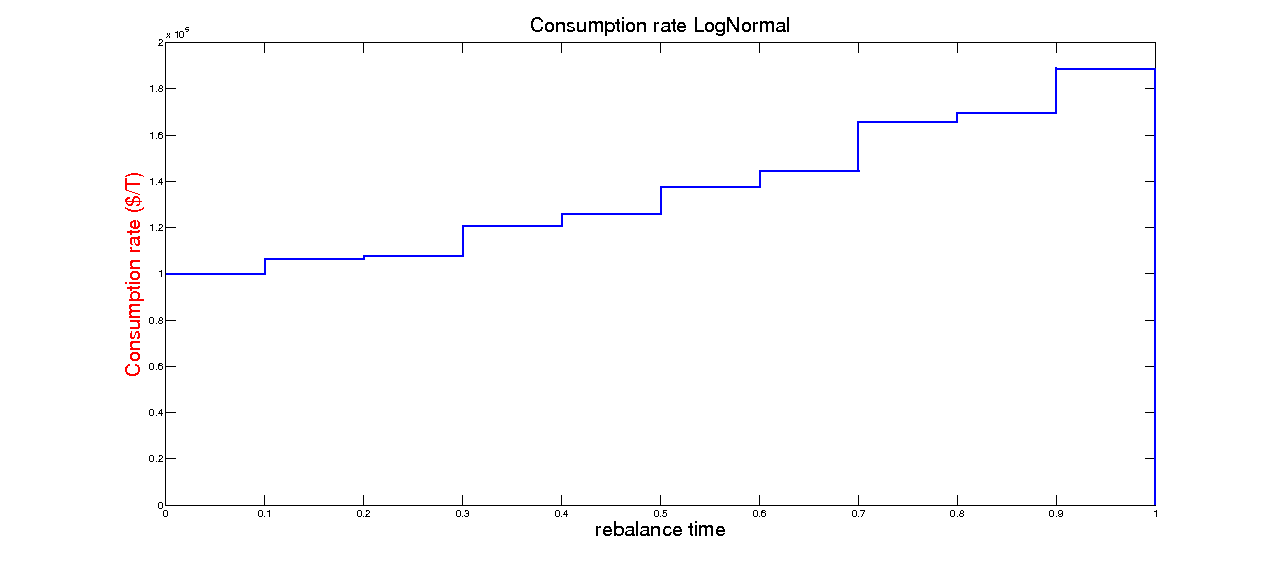 Consumption rate LogNormal
x 10^5
2
1.8
1.6
1.4
1.2
1
0.8
0.6
0.4
0.2
0
Consumption rate ($/T)
0 0.1 0.2 0.3 0.4 0.5 0.6 0.7 0.8 0.9 1
rebalance time